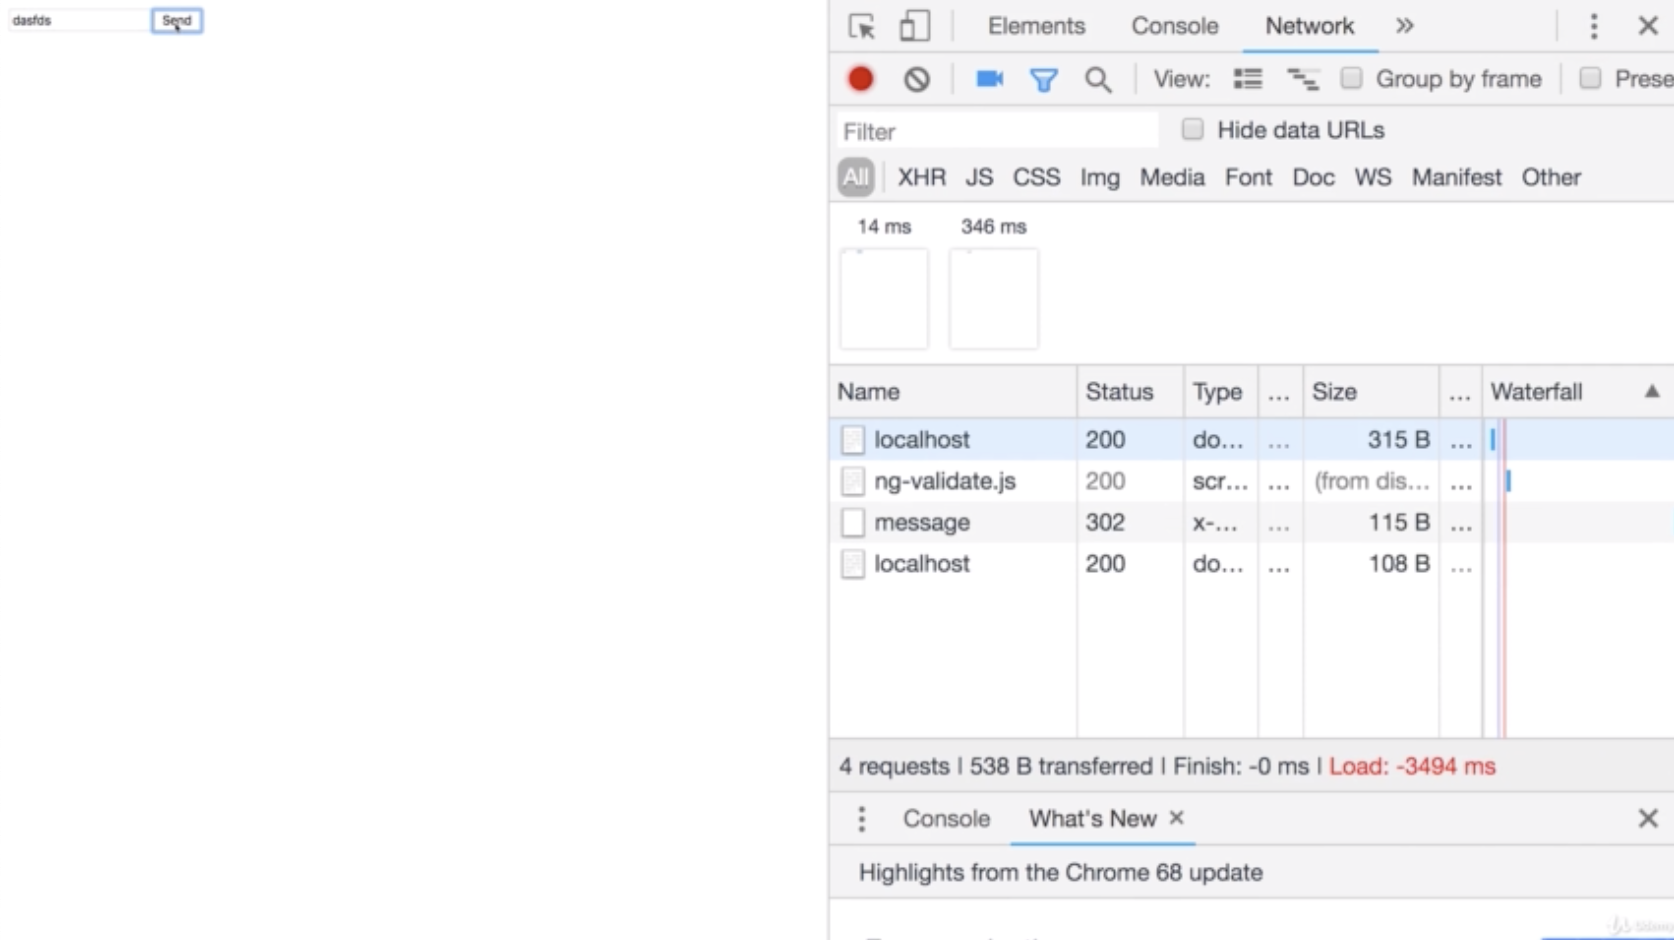 dasfds Send
Elements Console Network »
View: Group by frame Prese
Filter Hide data URLs
All XHR JS CSS Img Media Font Doc WS Manifest Other
14 ms 346 ms
Name Status Type ... Size ... Waterfall ▲
localhost 200 do... ... 315 B ...
ng-validate.js 200 scr... ... (from dis... ...
message 302 x-... ... 115 B ...
localhost 200 do... ... 108 B ...
4 requests | 538 B transferred | Finish: -0 ms | Load: -3494 ms
Console What's New ×
Highlights from the Chrome 68 update
Udemy